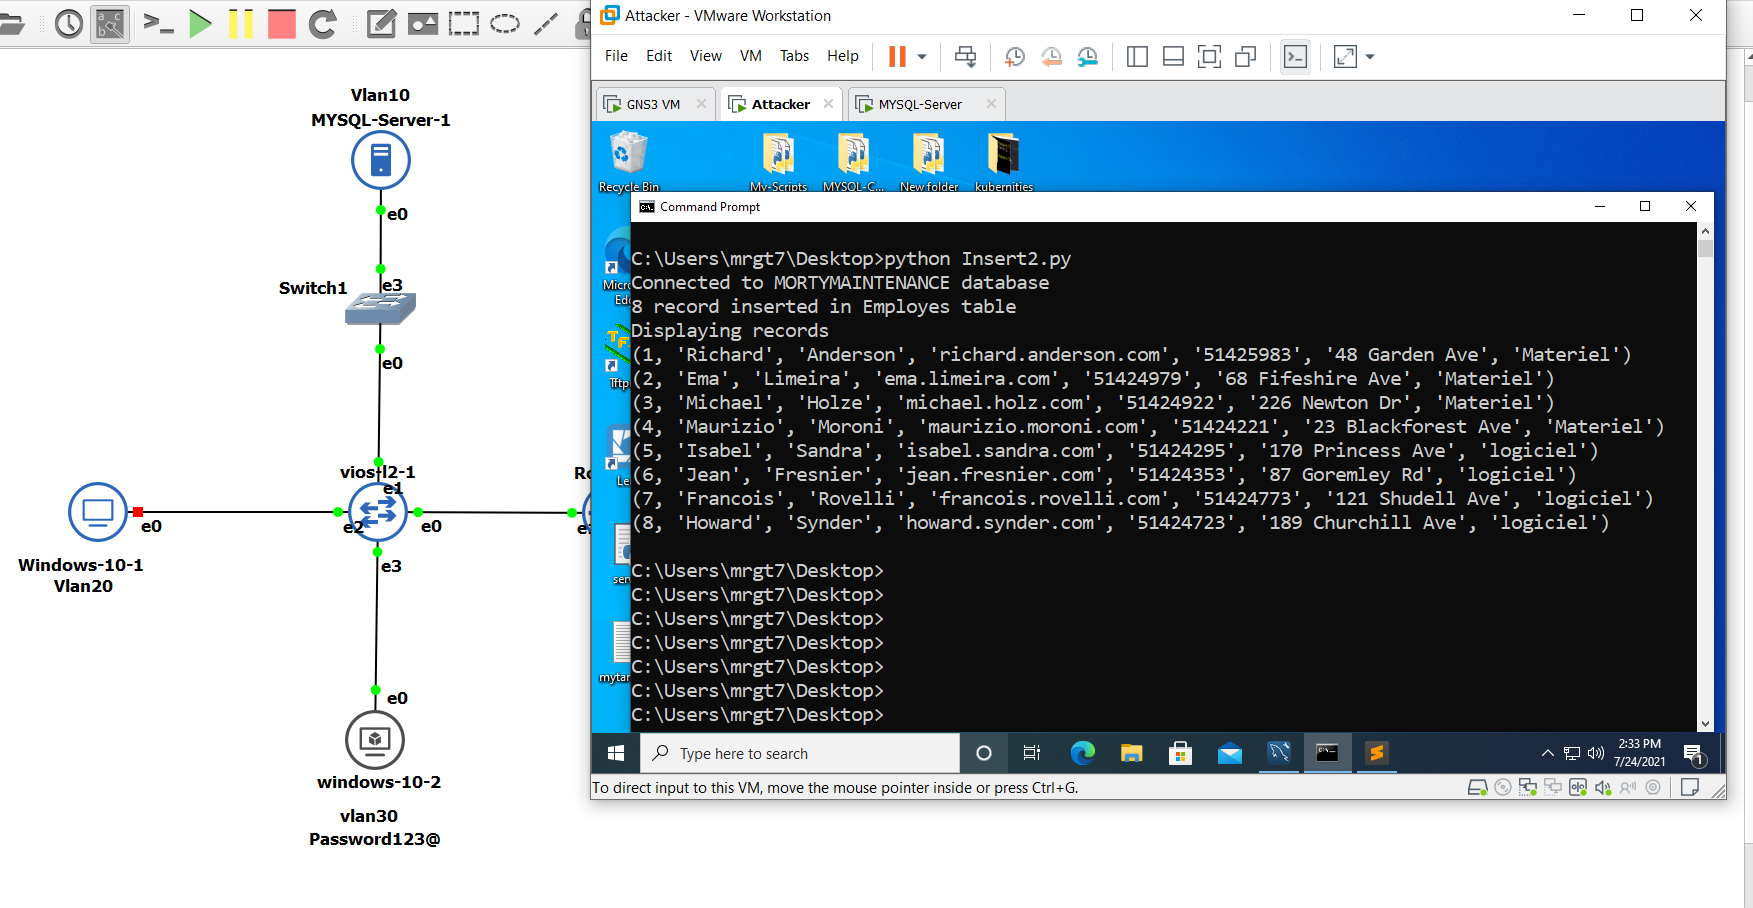 Vlan10
MYSQL-Server-1
e0
e3
Switch1
e0
vios-l2-1
e1
e0
e2
e0
e3
Windows-10-1
Vlan20
e0
windows-10-2
vlan30
Password123@
Attacker - VMware Workstation
File Edit View VM Tabs Help
GNS3 VM
Attacker
MYSQL-Server
Recycle Bin
My-Scripts
MYSQL-C...
New folder
kubernities
Command Prompt
C:\Users\mrgt7\Desktop>python Insert2.py
Connected to MORTYMAINTENANCE database
8 record inserted in Employes table
Displaying records
(1, 'Richard', 'Anderson', 'richard.anderson.com', '51425983', '48 Garden Ave', 'Materiel')
(2, 'Ema', 'Limeira', 'ema.limeira.com', '51424979', '68 Fifeshire Ave', 'Materiel')
(3, 'Michael', 'Holze', 'michael.holz.com', '51424922', '226 Newton Dr', 'Materiel')
(4, 'Maurizio', 'Moroni', 'maurizio.moroni.com', '51424221', '23 Blackforest Ave', 'Materiel')
(5, 'Isabel', 'Sandra', 'isabel.sandra.com', '51424295', '170 Princess Ave', 'logiciel')
(6, 'Jean', 'Fresnier', 'jean.fresnier.com', '51424353', '87 Goremley Rd', 'logiciel')
(7, 'Francois', 'Rovelli', 'francois.rovelli.com', '51424773', '121 Shudell Ave', 'logiciel')
(8, 'Howard', 'Synder', 'howard.synder.com', '51424723', '189 Churchill Ave', 'logiciel')
C:\Users\mrgt7\Desktop>
C:\Users\mrgt7\Desktop>
C:\Users\mrgt7\Desktop>
C:\Users\mrgt7\Desktop>
C:\Users\mrgt7\Desktop>
C:\Users\mrgt7\Desktop>
C:\Users\mrgt7\Desktop>
Type here to search
2:33 PM
7/24/2021
1
To direct input to this VM, move the mouse pointer inside or press Ctrl+G.